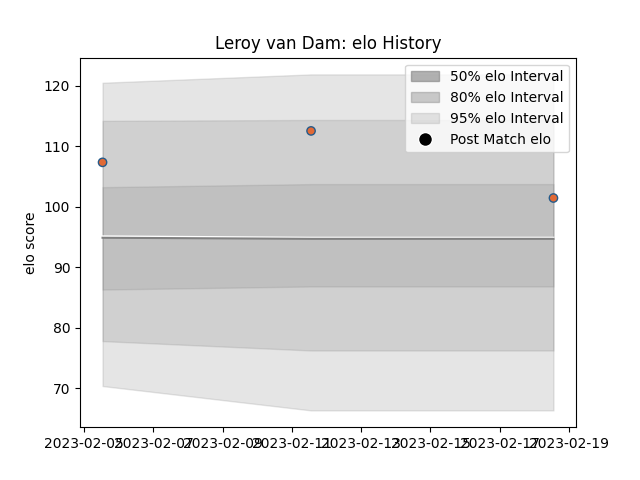 Leroy van Dam: elo History
50% elo Interval
80% elo Interval
95% elo Interval
Post Match elo
elo score
120
110
100
90
80
70
2023-02-05 2023-02-07 2023-02-09 2023-02-11 2023-02-13 2023-02-15 2023-02-17 2023-02-19